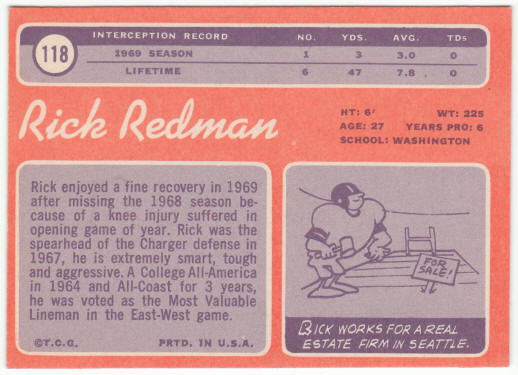 118
INTERCEPTION RECORD NO. YDS. AVG. TDs
1969 SEASON 1 3 3.0 0
LIFETIME 6 47 7.8 0
Rick Redman
HT: 6' WT: 225
AGE: 27 YEARS PRO: 6
SCHOOL: WASHINGTON
Rick enjoyed a fine recovery in 1969
after missing the 1968 season be-
cause of a knee injury suffered in
opening game of year. Rick was the
spearhead of the Charger defense in
1967, he is extremely smart, tough
and aggressive. A College All-America
in 1964 and All-Coast for 3 years,
he was voted as the Most Valuable
Lineman in the East-West game.
©T.C.G. PRTD. IN U.S.A.
FOR
SALE!
RICK WORKS FOR A REAL
ESTATE FIRM IN SEATTLE.